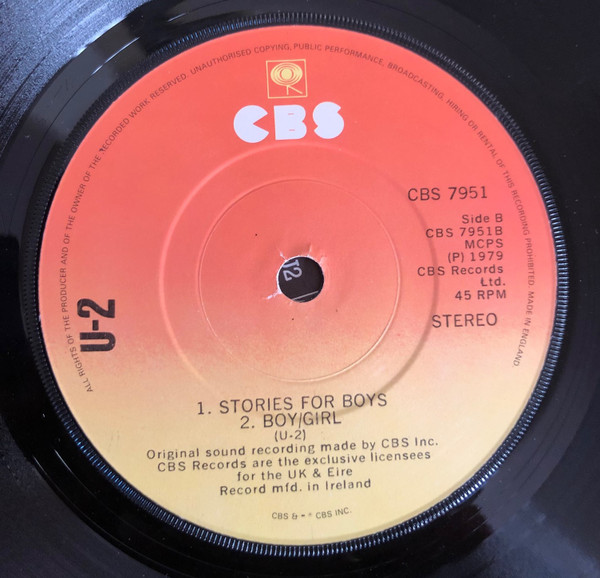 ALL RIGHTS OF THE PRODUCER AND OF THE OWNER OF THE RECORDED WORK RESERVED. UNAUTHORISED COPYING, PUBLIC PERFORMANCE, BROADCASTING, HIRING OR RENTAL OF THIS RECORDING PROHIBITED. MADE IN ENGLAND
CBS
CBS 7951
Side B
CBS 7951B
MCPS
(P) 1979
CBS Records
Ltd.
45 RPM
STEREO
U-2
1. STORIES FOR BOYS
2. BOY/GIRL
(U-2)
Original sound recording made by CBS Inc.
CBS Records are the exclusive licensees
for the UK & Eire
Record mfd. in Ireland
CBS & CBS INC.